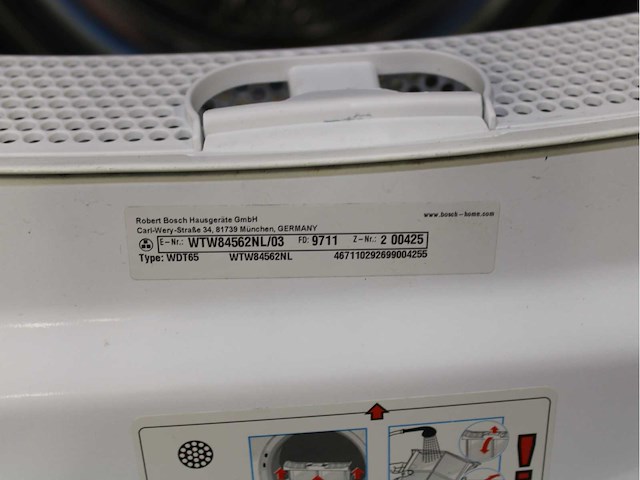 Robert Bosch Hausgeräte GmbH
www.bosch-home.com
Carl-Wery-Straße 34, 81739 München, GERMANY
E-Nr.: WTW84562NL/03 FD: 9711 Z-Nr.: 2 00425
Type: WDT65 WTW84562NL 467110292699004255